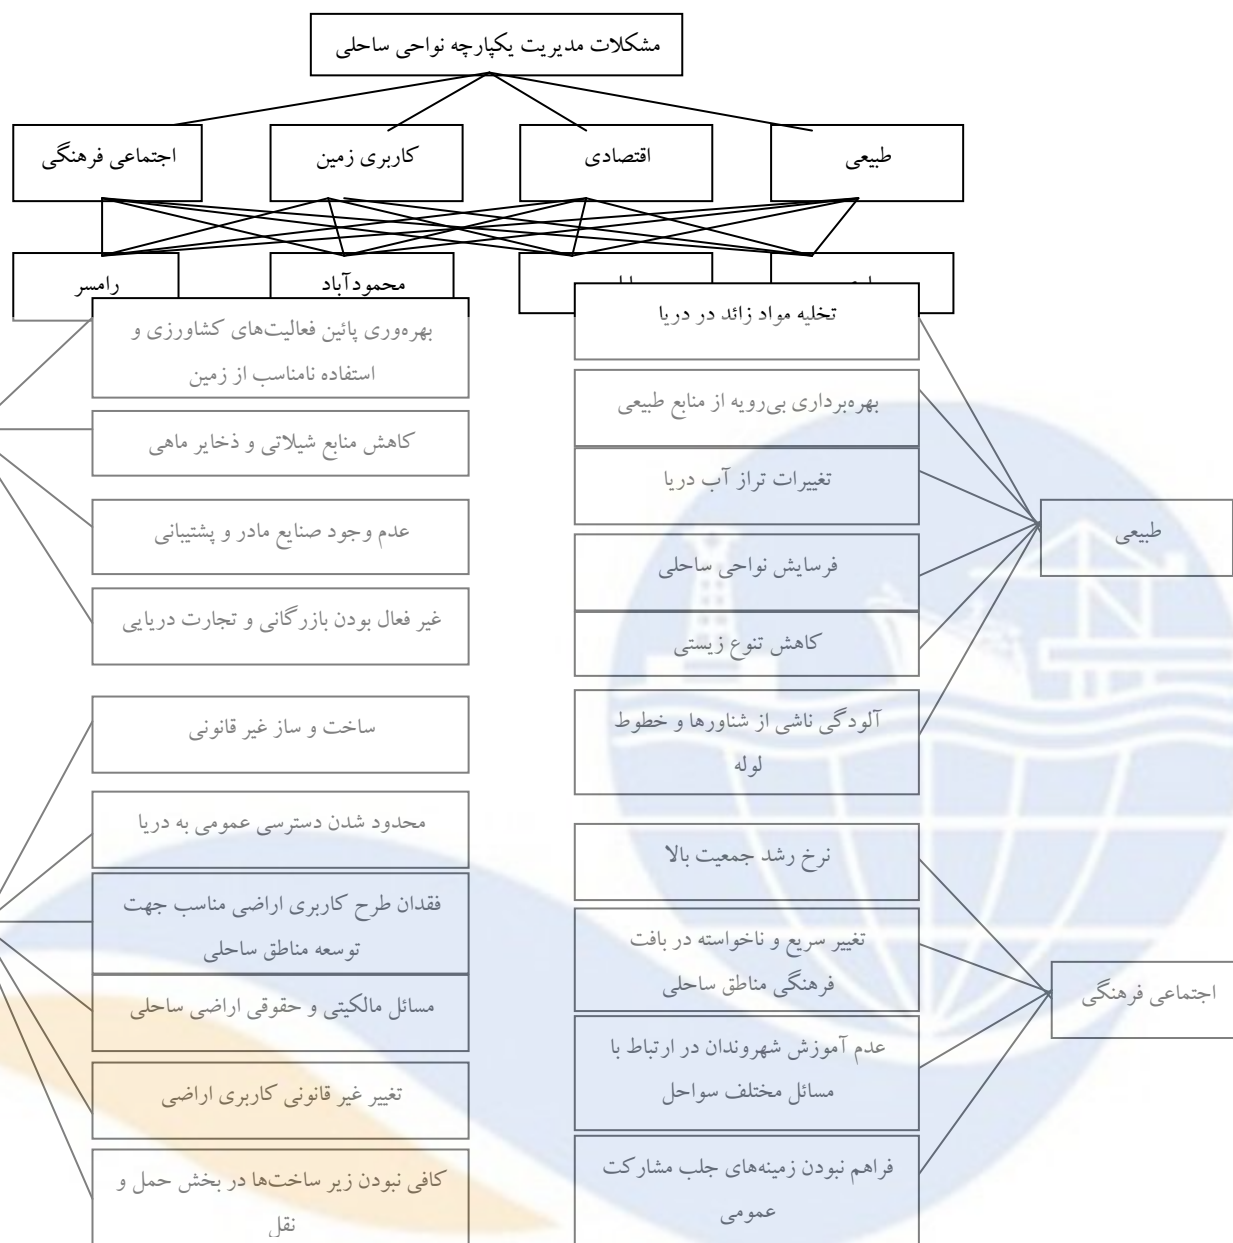 مشکلات مدیریت یکپارچه نواحی ساحلی
طبیعی
اقتصادی
کاربری زمین
اجتماعی فرهنگی
محمودآباد
رامسر
تخلیه مواد زائد در دریا
بهره‌برداری بی‌رویه از منابع طبیعی
تغییرات تراز آب دریا
فرسایش نواحی ساحلی
کاهش تنوع زیستی
آلودگی ناشی از شناورها و خطوط
لوله
طبیعی
نرخ رشد جمعیت بالا
تغییر سریع و ناخواسته در بافت
فرهنگی مناطق ساحلی
عدم آموزش شهروندان در ارتباط با
مسائل مختلف سواحل
فراهم نبودن زمینه‌های جلب مشارکت
عمومی
اجتماعی فرهنگی
بهره‌وری پائین فعالیت‌های کشاورزی و
استفاده نامناسب از زمین
کاهش منابع شیلاتی و ذخایر ماهی
عدم وجود صنایع مادر و پشتیبانی
غیر فعال بودن بازرگانی و تجارت دریایی
ساخت و ساز غیر قانونی
محدود شدن دسترسی عمومی به دریا
فقدان طرح کاربری اراضی مناسب جهت
توسعه مناطق ساحلی
مسائل مالکیتی و حقوقی اراضی ساحلی
تغییر غیر قانونی کاربری اراضی
کافی نبودن زیر ساخت‌ها در بخش حمل و
نقل